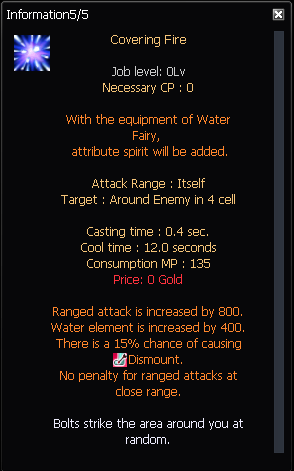 Information5/5
Covering Fire
Job level: 0Lv
Necessary CP : 0
With the equipment of Water
Fairy,
attribute spirit will be added.
Attack Range : Itself
Target : Around Enemy in 4 cell
Casting time : 0.4 sec.
Cool time : 12.0 seconds
Consumption MP : 135
Price: 0 Gold
Ranged attack is increased by 800.
Water element is increased by 400.
There is a 15% chance of causing
Dismount.
No penalty for ranged attacks at
close range.
Bolts strike the area around you at
random.